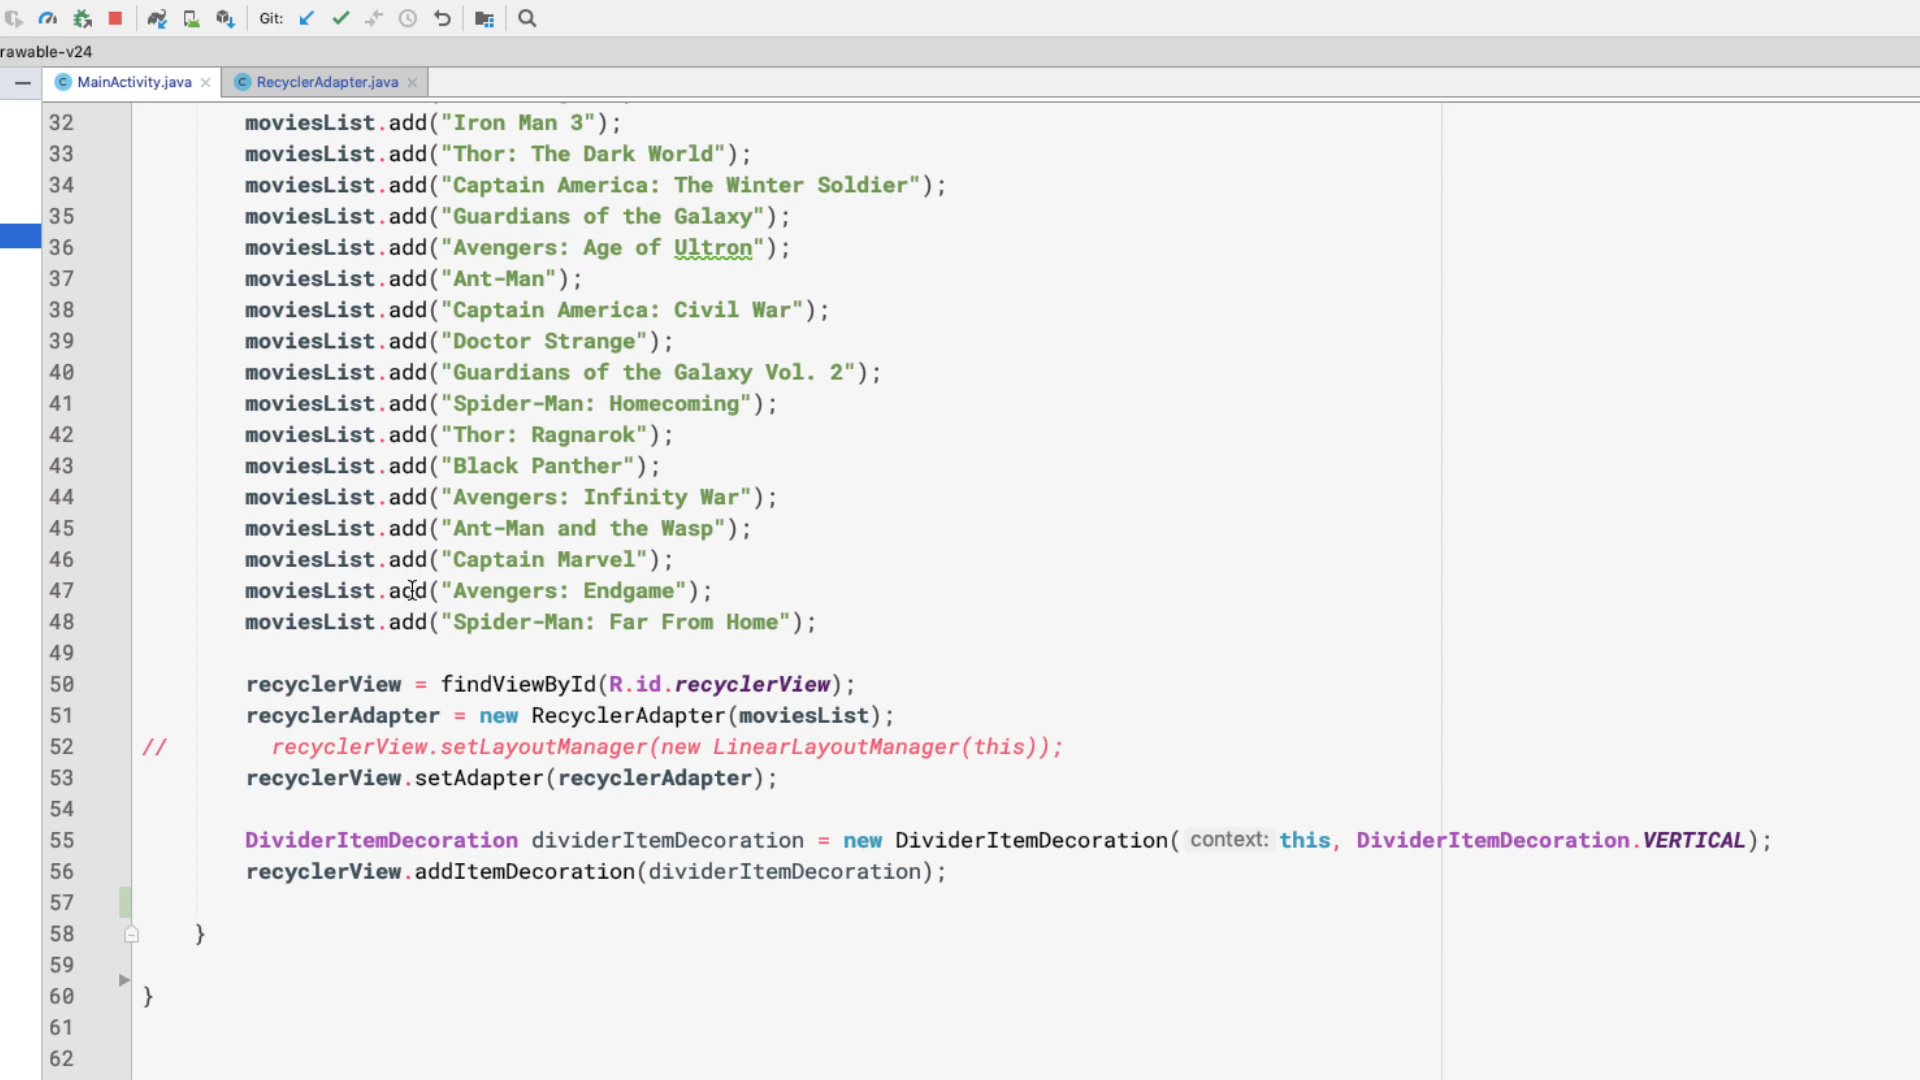 Git:
rawable-v24
MainActivity.java RecyclerAdapter.java
32 moviesList.add("Iron Man 3");
33 moviesList.add("Thor: The Dark World");
34 moviesList.add("Captain America: The Winter Soldier");
35 moviesList.add("Guardians of the Galaxy");
36 moviesList.add("Avengers: Age of Ultron");
37 moviesList.add("Ant-Man");
38 moviesList.add("Captain America: Civil War");
39 moviesList.add("Doctor Strange");
40 moviesList.add("Guardians of the Galaxy Vol. 2");
41 moviesList.add("Spider-Man: Homecoming");
42 moviesList.add("Thor: Ragnarok");
43 moviesList.add("Black Panther");
44 moviesList.add("Avengers: Infinity War");
45 moviesList.add("Ant-Man and the Wasp");
46 moviesList.add("Captain Marvel");
47 moviesList.add("Avengers: Endgame");
48 moviesList.add("Spider-Man: Far From Home");
49
50 recyclerView = findViewById(R.id.recyclerView);
51 recyclerAdapter = new RecyclerAdapter(moviesList);
52 // recyclerView.setLayoutManager(new LinearLayoutManager(this));
53 recyclerView.setAdapter(recyclerAdapter);
54
55 DividerItemDecoration dividerItemDecoration = new DividerItemDecoration( context: this, DividerItemDecoration.VERTICAL);
56 recyclerView.addItemDecoration(dividerItemDecoration);
57
58 }
59
60 }
61
62